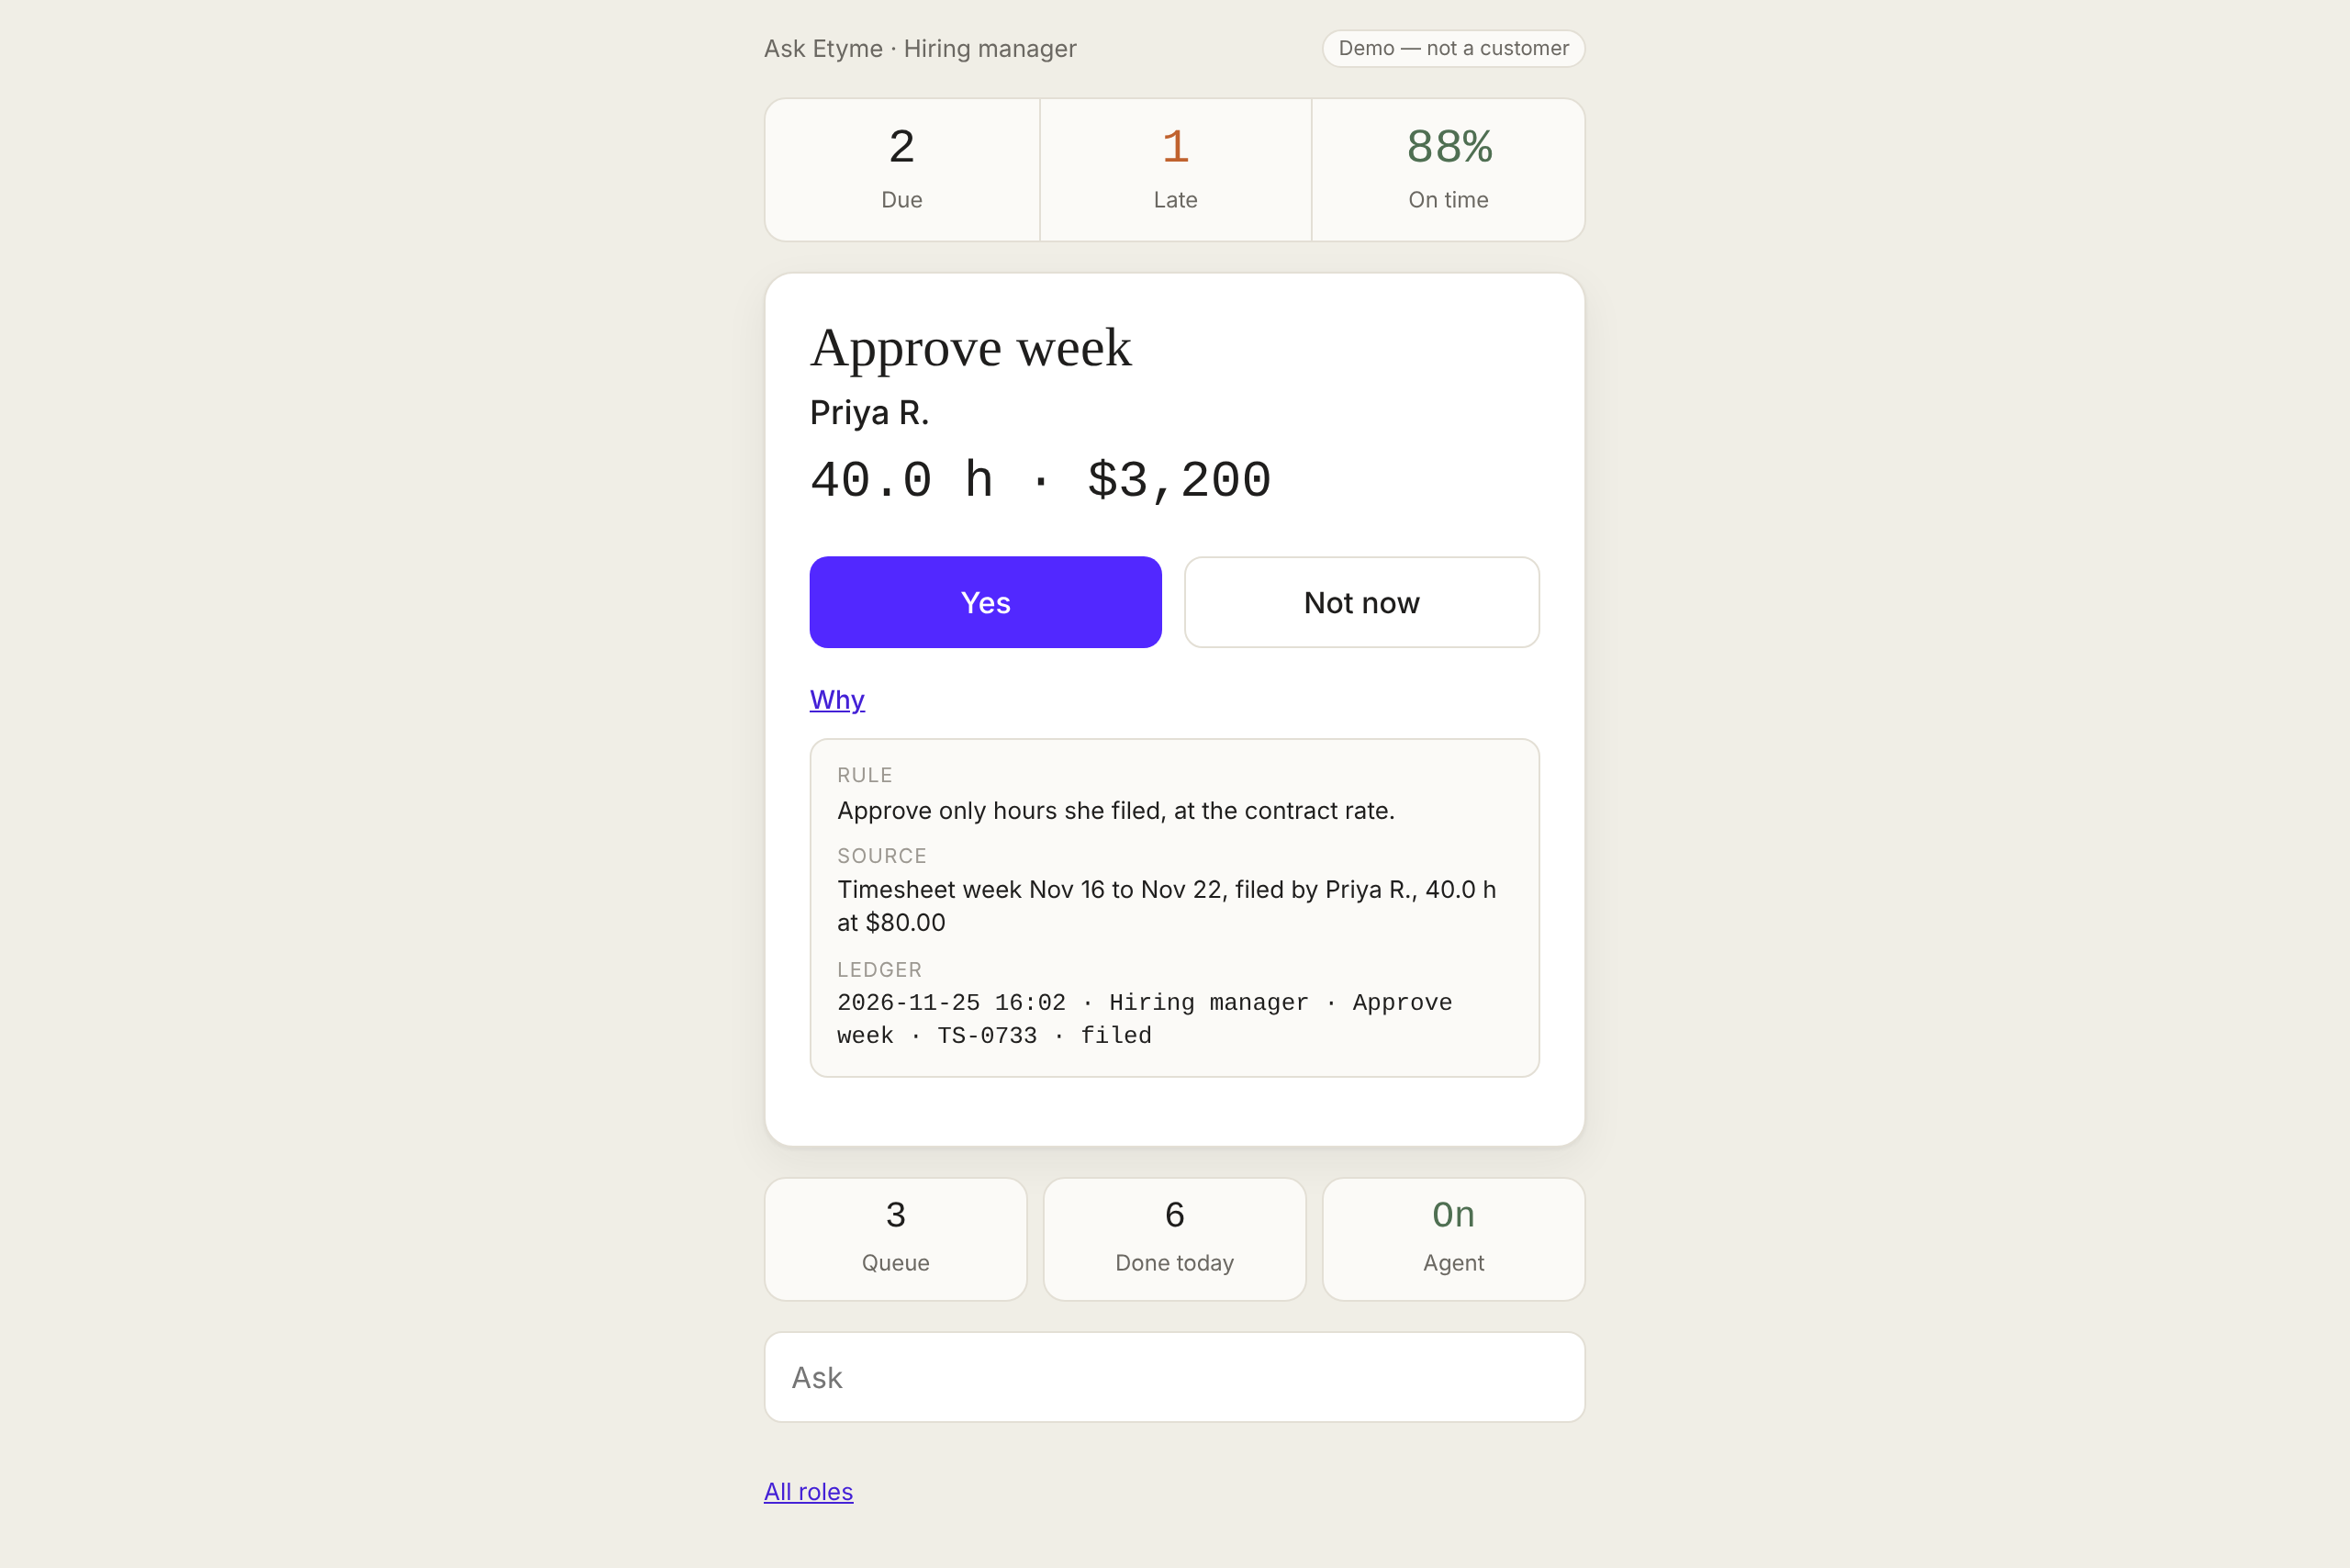 Ask Etyme · Hiring manager
Demo — not a customer
2
Due
1
Late
88%
On time
Approve week
Priya R.
40.0 h · $3,200
Yes
Not now
Why
RULE
Approve only hours she filed, at the contract rate.
SOURCE
Timesheet week Nov 16 to Nov 22, filed by Priya R., 40.0 h
at $80.00
LEDGER
2026-11-25 16:02 · Hiring manager · Approve
week · TS-0733 · filed
3
Queue
6
Done today
On
Agent
Ask
All roles